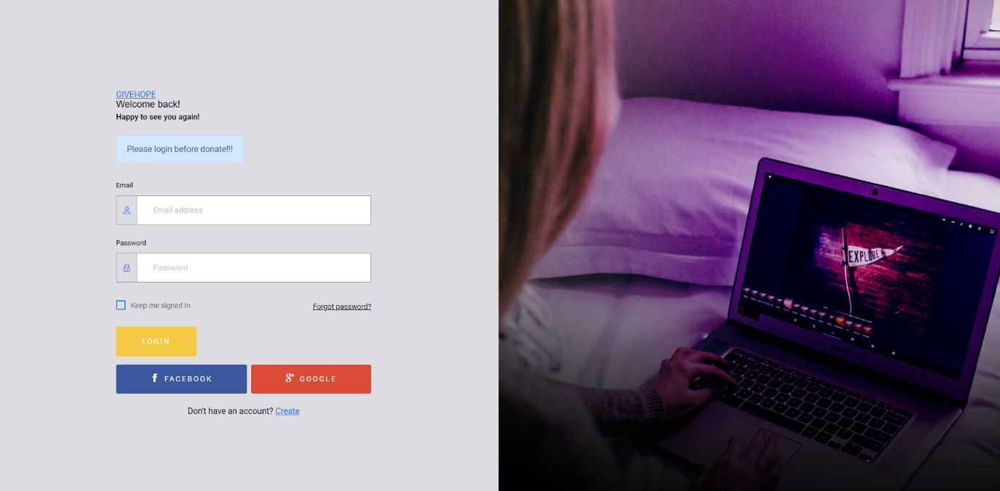 GIVEHOPE
Welcome back!
Happy to see you again!
Please login before donate!!!
Email
Email address
Password
Password
Keep me signed in
Forgot password?
LOGIN
f FACEBOOK
g+ GOOGLE
Don't have an account? Create
EXPLORE
acer